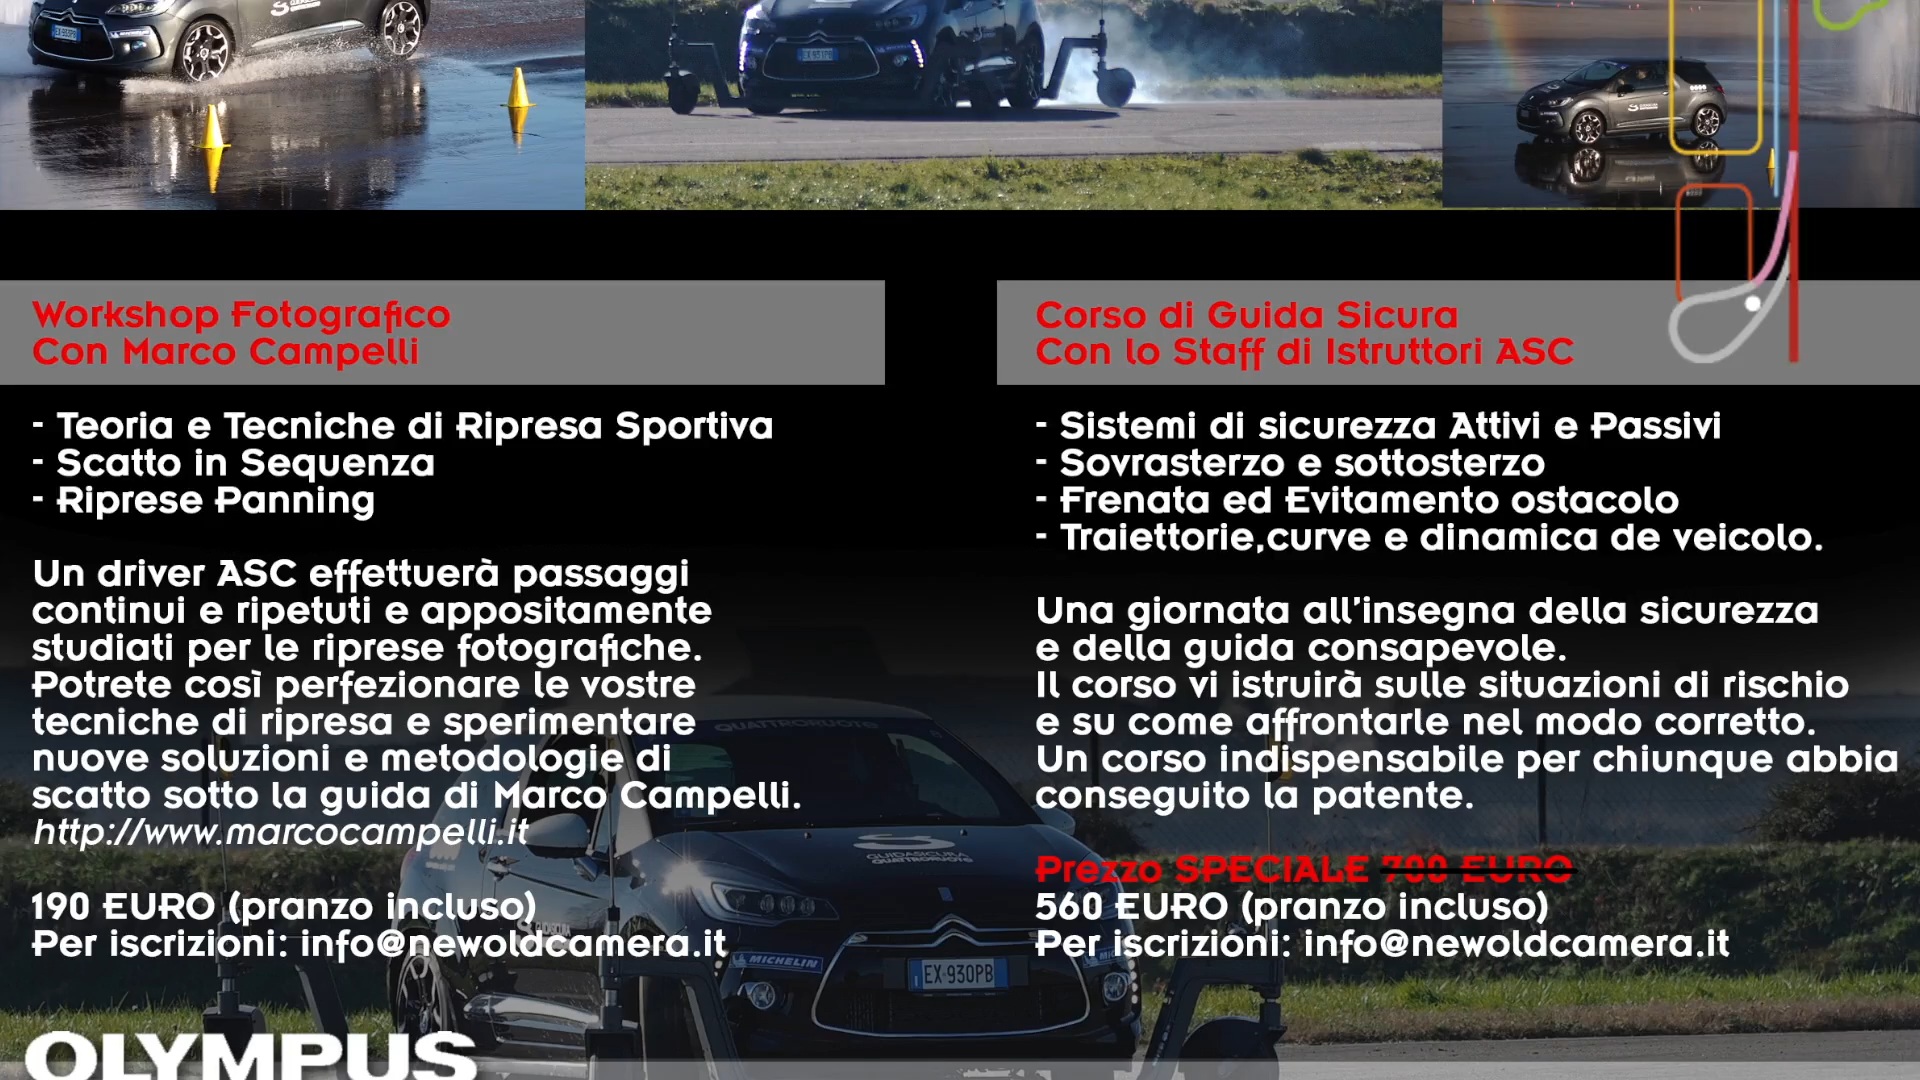 Workshop Fotografico
Con Marco Campelli
- Teoria e Tecniche di Ripresa Sportiva
- Scatto in Sequenza
- Riprese Panning
Un driver ASC effettuerà passaggi
continui e ripetuti e appositamente
studiati per le riprese fotografiche.
Potrete così perfezionare le vostre
tecniche di ripresa e sperimentare
nuove soluzioni e metodologie di
scatto sotto la guida di Marco Campelli.
http://www.marcocampelli.it
190 EURO (pranzo incluso)
Per iscrizioni: info@newoldcamera.it
Corso di Guida Sicura
Con lo Staff di Istruttori ASC
- Sistemi di sicurezza Attivi e Passivi
- Sovrasterzo e sottosterzo
- Frenata ed Evitamento ostacolo
- Traiettorie,curve e dinamica de veicolo.
Una giornata all'insegna della sicurezza
e della guida consapevole.
Il corso vi istruirà sulle situazioni di rischio
e su come affrontarle nel modo corretto.
Un corso indispensabile per chiunque abbia
conseguito la patente.
Prezzo SPECIALE 700 EURO
560 EURO (pranzo incluso)
Per iscrizioni: info@newoldcamera.it
QUATTRORUOTE
GUIDASICURA
QUATTRORUOTE
MICHELIN
EX 930PB
OLYMPUS